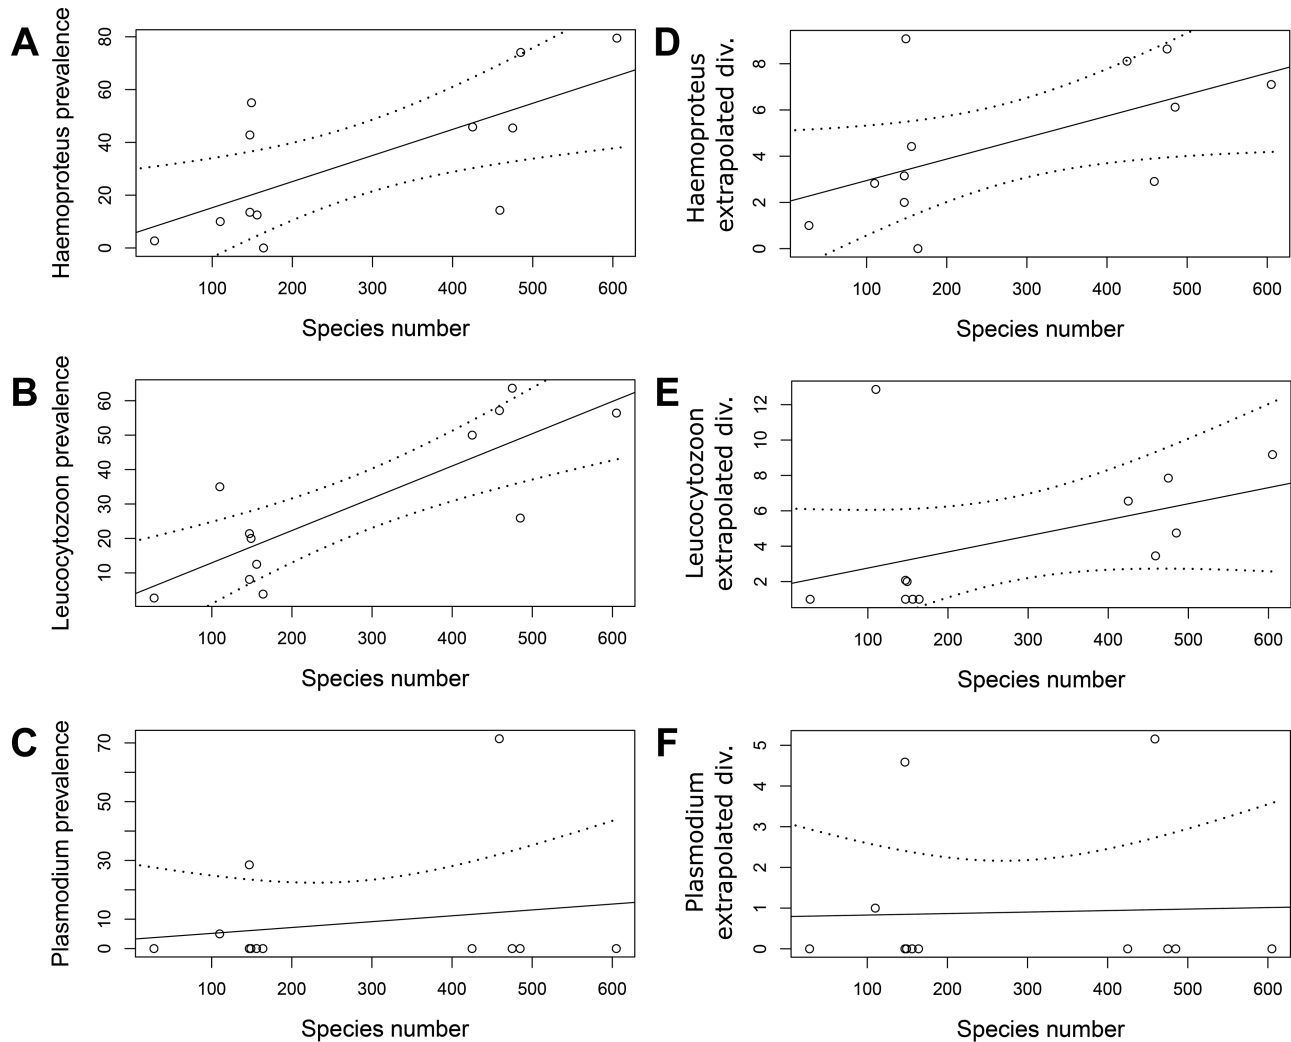 A
Haemoproteus prevalence
0 20 40 60 80
100 200 300 400 500 600
Species number
D
Haemoproteus
extrapolated div.
0 2 4 6 8
100 200 300 400 500 600
Species number
B
Leucocytozoon prevalence
10 20 30 40 50 60
100 200 300 400 500 600
Species number
E
Leucocytozoon
extrapolated div.
2 4 6 8 10 12
100 200 300 400 500 600
Species number
C
Plasmodium prevalence
0 10 30 50 70
100 200 300 400 500 600
Species number
F
Plasmodium
extrapolated div.
0 1 2 3 4 5
100 200 300 400 500 600
Species number